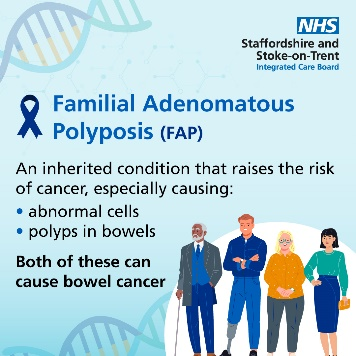 NHS
Staffordshire and
Stoke-on-Trent
Integrated Care Board
Familial Adenomatous
Polyposis (FAP)
An inherited condition that raises the risk
of cancer, especially causing:
• abnormal cells
• polyps in bowels
Both of these can
cause bowel cancer